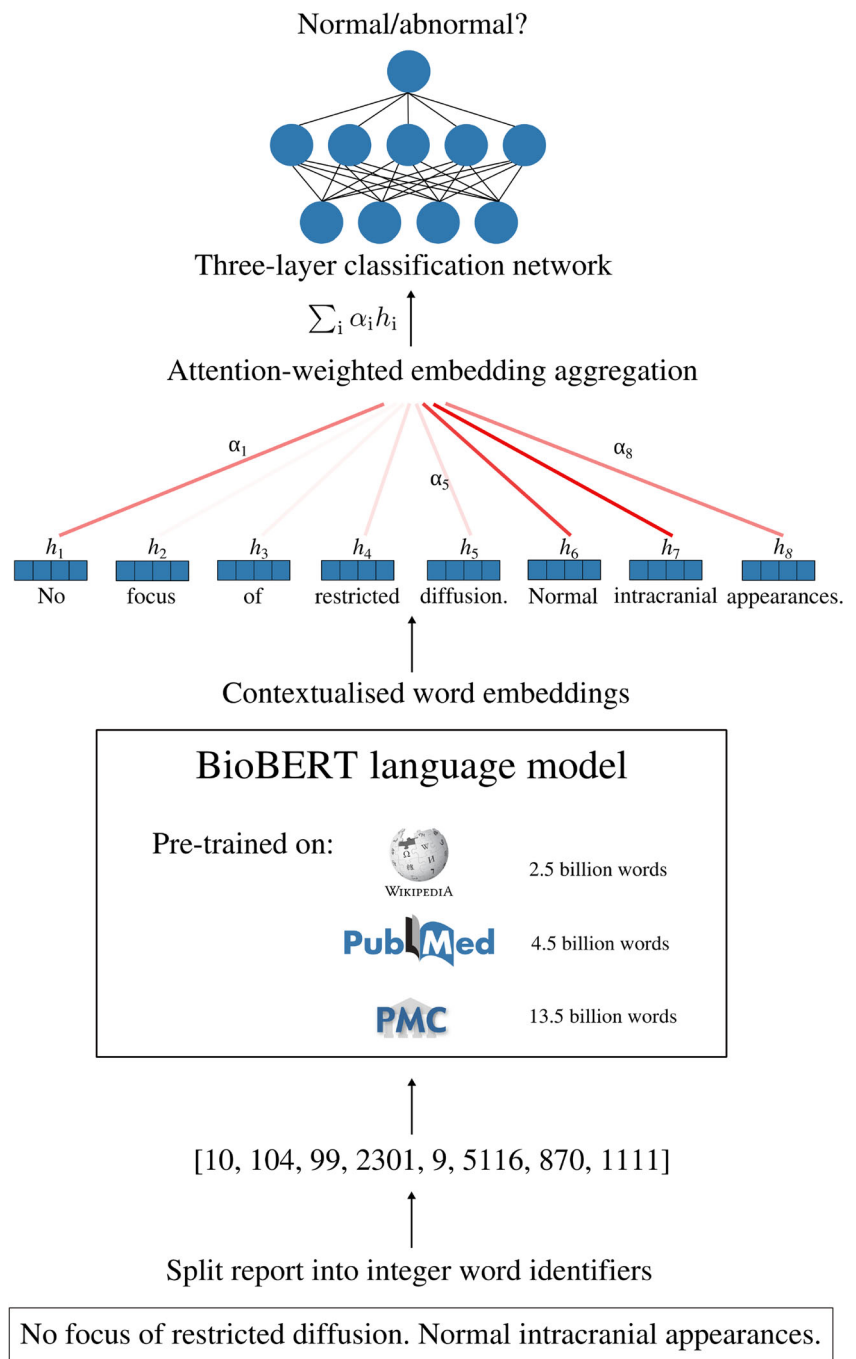 Normal/abnormal?
Three-layer classification network
∑ᵢ αᵢhᵢ
Attention-weighted embedding aggregation
α₁ α₅ α₈
h₁ h₂ h₃ h₄ h₅ h₆ h₇ h₈
No focus of restricted diffusion. Normal intracranial appearances.
Contextualised word embeddings
BioBERT language model
Pre-trained on:
WIKIPEDIA 2.5 billion words
PubMed 4.5 billion words
PMC 13.5 billion words
[10, 104, 99, 2301, 9, 5116, 870, 1111]
Split report into integer word identifiers
No focus of restricted diffusion. Normal intracranial appearances.